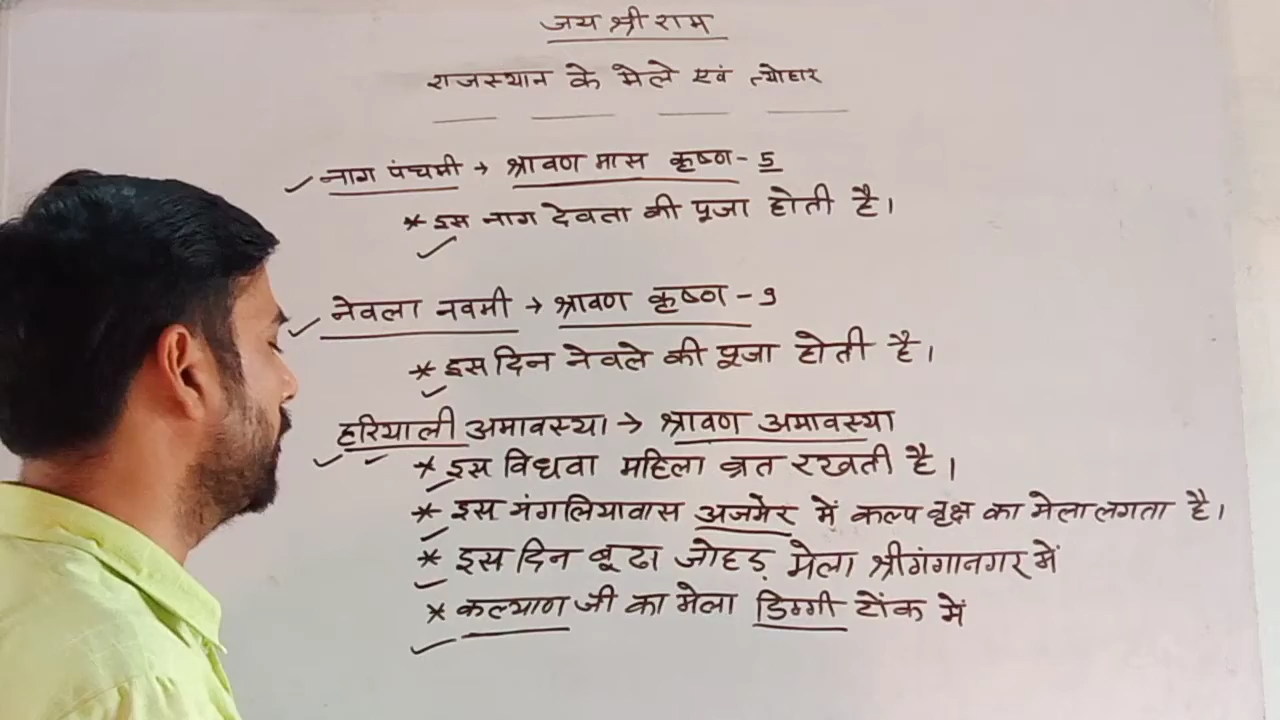 जय श्री राम
राजस्थान के मेले एवं त्योहार
नाग पंचमी → श्रावण मास कृष्ण - 5
* इस नाग देवता की पूजा होती है।
नेवला नवमी → श्रावण कृष्ण - 9
* इस दिन नेवले की पूजा होती है।
हरियाली अमावस्या → श्रावण अमावस्या
* इस विधवा महिला व्रत रखती है।
* इस मंगलियावास अजमेर में कल्प वृक्ष का मेला लगता है।
* इस दिन बूढा जोहड़ मेला श्रीगंगानगर में
* कल्याण जी का मेला डिग्गी टोंक में